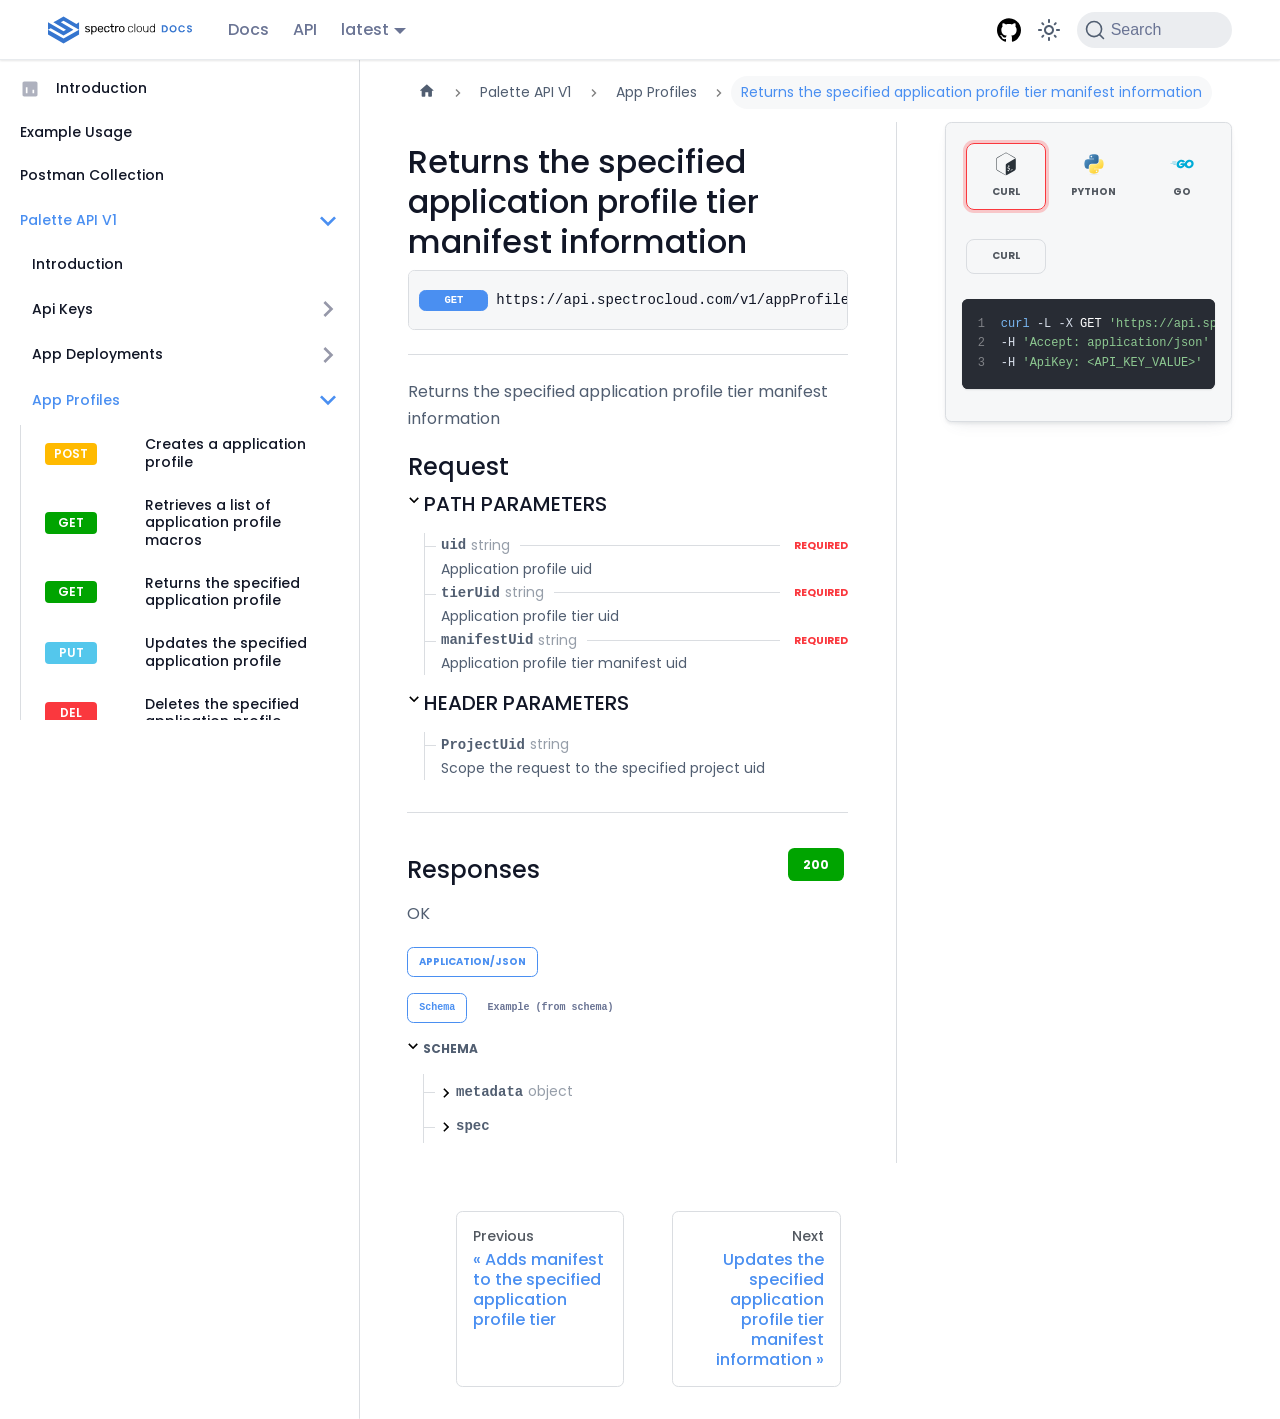 spectro cloud DOCS
Docs
API
latest
Search
Introduction
Example Usage
Postman Collection
Palette API V1
Introduction
Api Keys
App Deployments
App Profiles
POST Creates a application
profile
GET Retrieves a list of
application profile
macros
GET Returns the specified
application profile
PUT Updates the specified
application profile
DEL Deletes the specified
application profile
Palette API V1
App Profiles
Returns the specified application profile tier manifest information
Returns the specified
application profile tier
manifest information
GET https://api.spectrocloud.com/v1/appProfile
Returns the specified application profile tier manifest
information
Request
PATH PARAMETERS
uid string REQUIRED
Application profile uid
tierUid string REQUIRED
Application profile tier uid
manifestUid string REQUIRED
Application profile tier manifest uid
HEADER PARAMETERS
ProjectUid string
Scope the request to the specified project uid
Responses
200
OK
APPLICATION/JSON
Schema Example (from schema)
SCHEMA
metadata object
spec
Previous
« Adds manifest
to the specified
application
profile tier
Next
Updates the
specified
application
profile tier
manifest
information »
CURL PYTHON GO
CURL
1 curl -L -X GET 'https://api.sp
2 -H 'Accept: application/json'
3 -H 'ApiKey: <API_KEY_VALUE>'